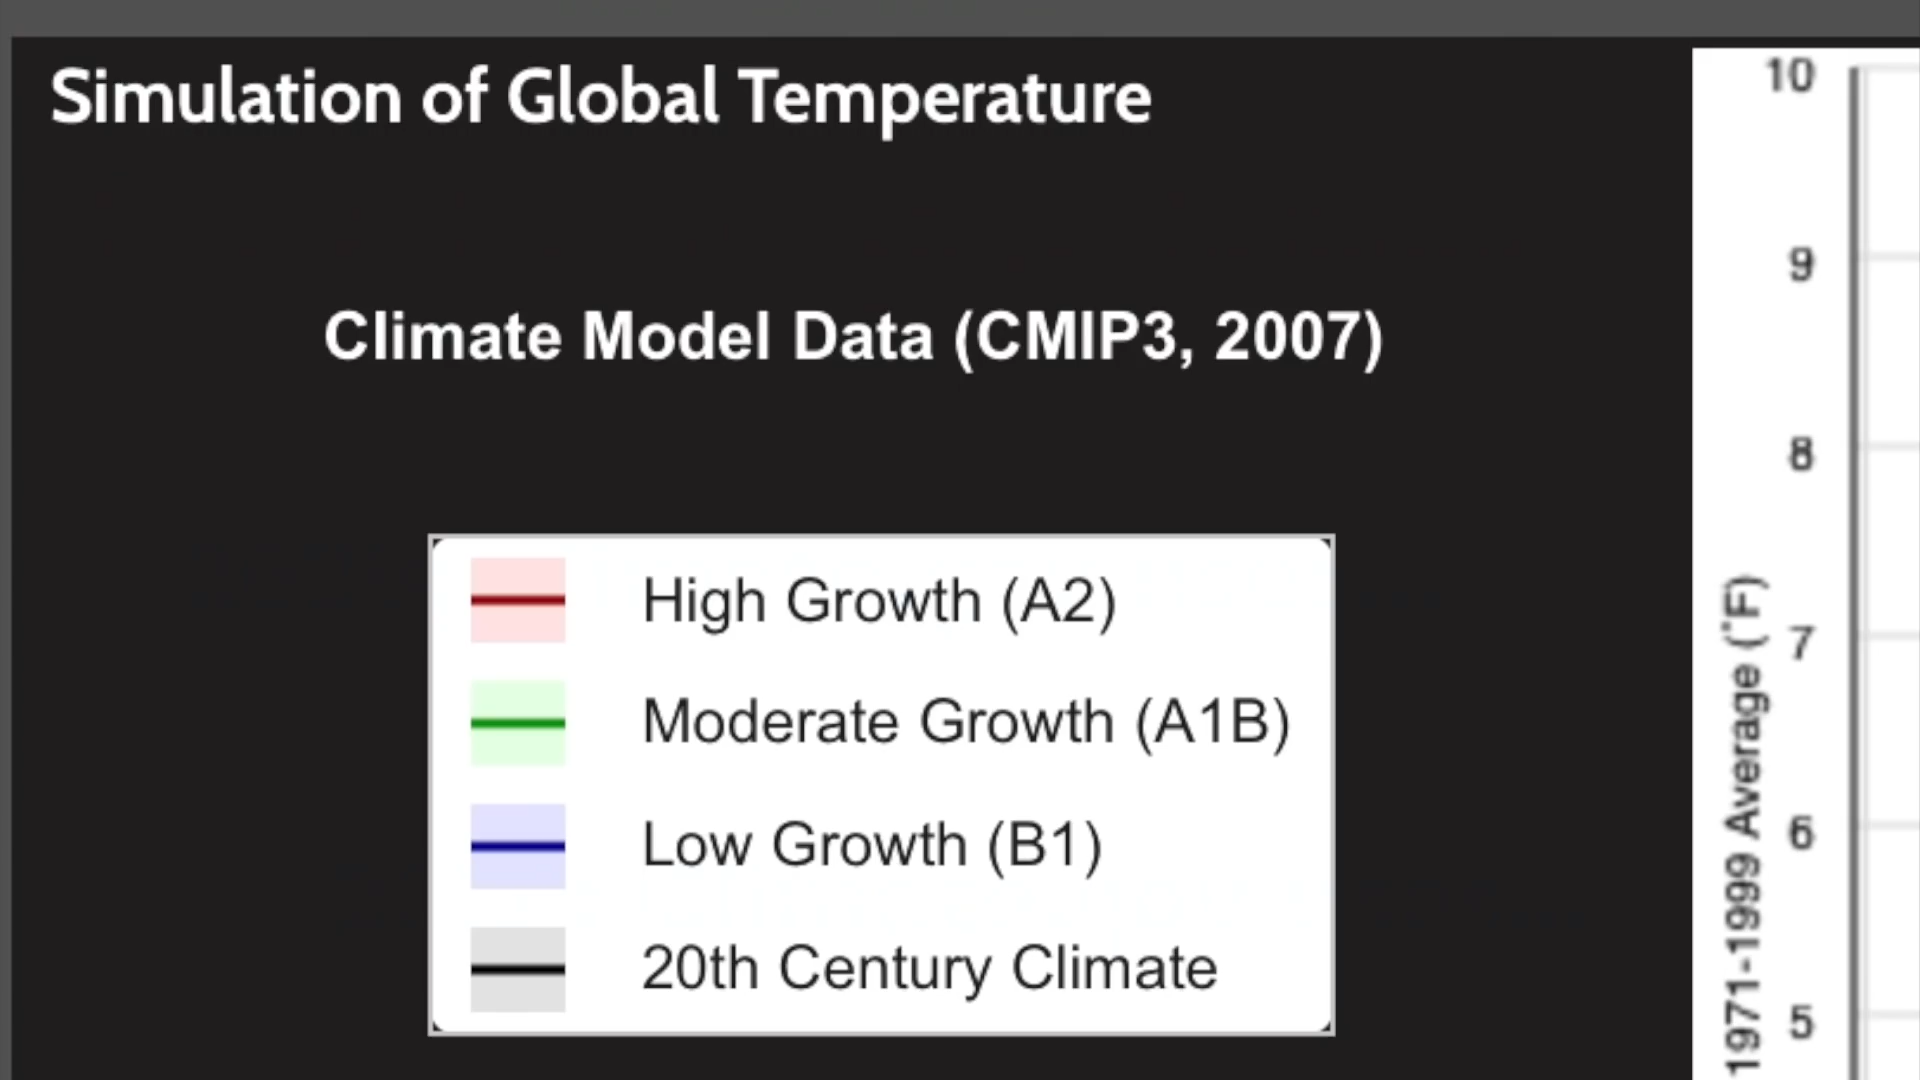 Simulation of Global Temperature
Climate Model Data (CMIP3, 2007)
High Growth (A2)
Moderate Growth (A1B)
Low Growth (B1)
20th Century Climate
10
9
8
7
6
5
1971-1999 Average (°F)